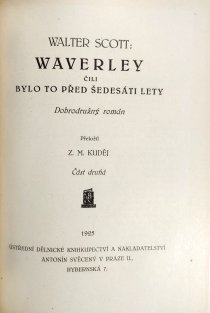 WALTER SCOTT:
WAVERLEY
ČILI
BYLO TO PŘED ŠEDESÁTI LETY
Dobrodružný román
Přeložil
Z. M. KUDĚJ
Část druhá
1925
ÚSTŘEDNÍ DĚLNICKÉ KNIHKUPECTVÍ A NAKLADATELSTVÍ
ANTONÍN SVĚCENÝ V PRAZE II.,
HYBERNSKÁ 7.